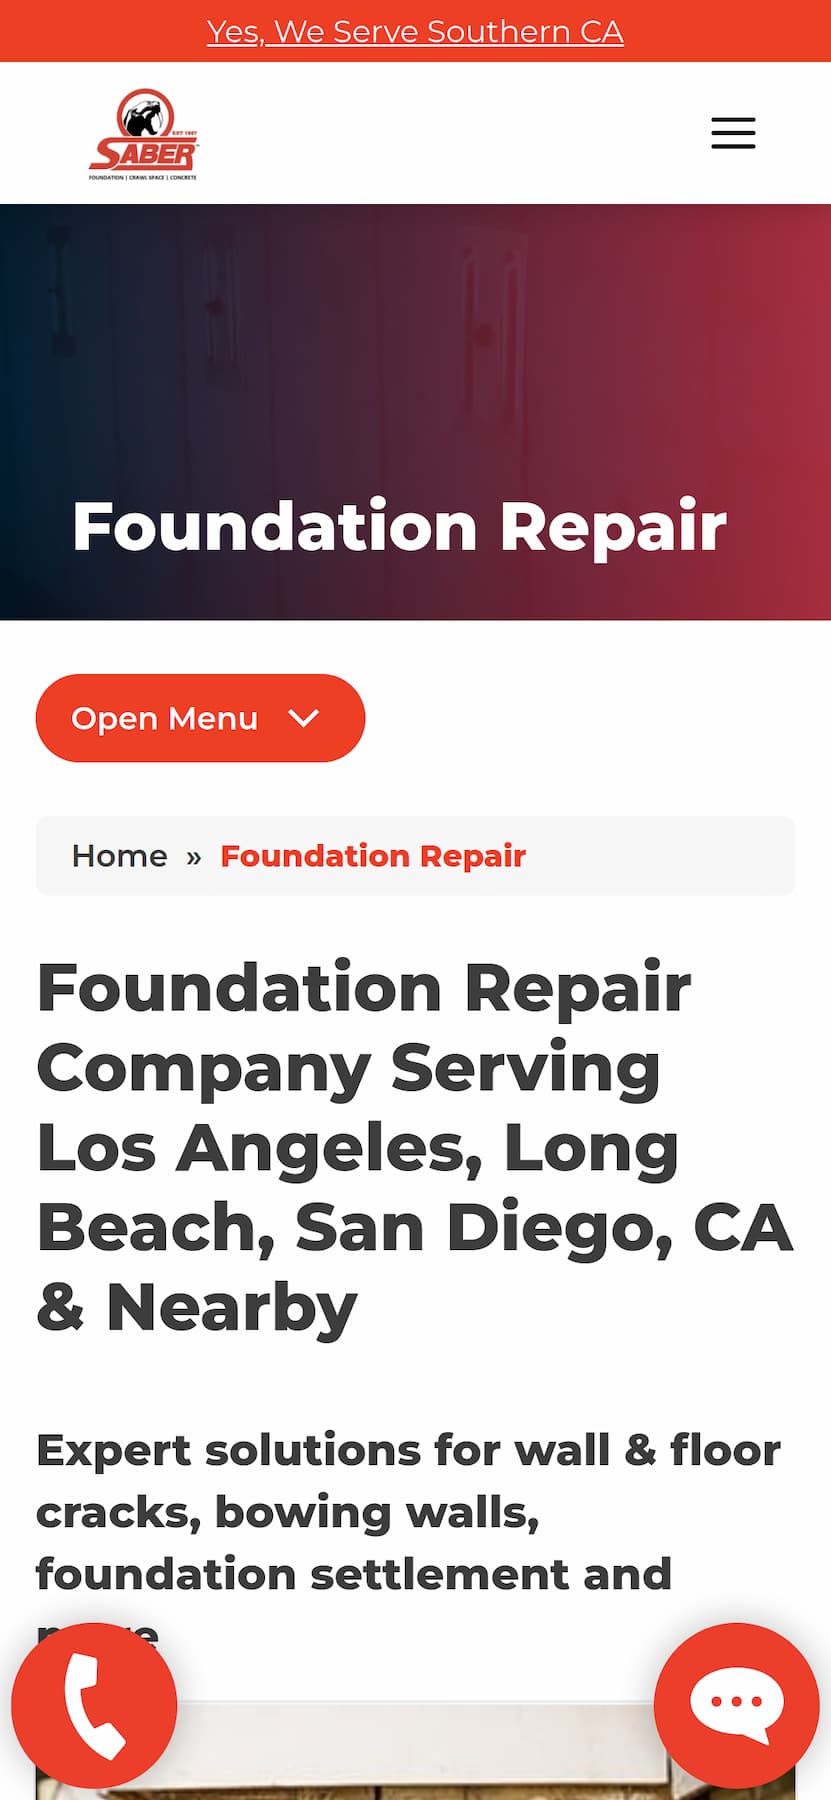 Yes, We Serve Southern CA
EST 1987
SABER
FOUNDATION | CRAWL SPACE | CONCRETE
Foundation Repair
Open Menu
Home » Foundation Repair
Foundation Repair
Company Serving
Los Angeles, Long
Beach, San Diego, CA
& Nearby
Expert solutions for wall & floor
cracks, bowing walls,
foundation settlement and